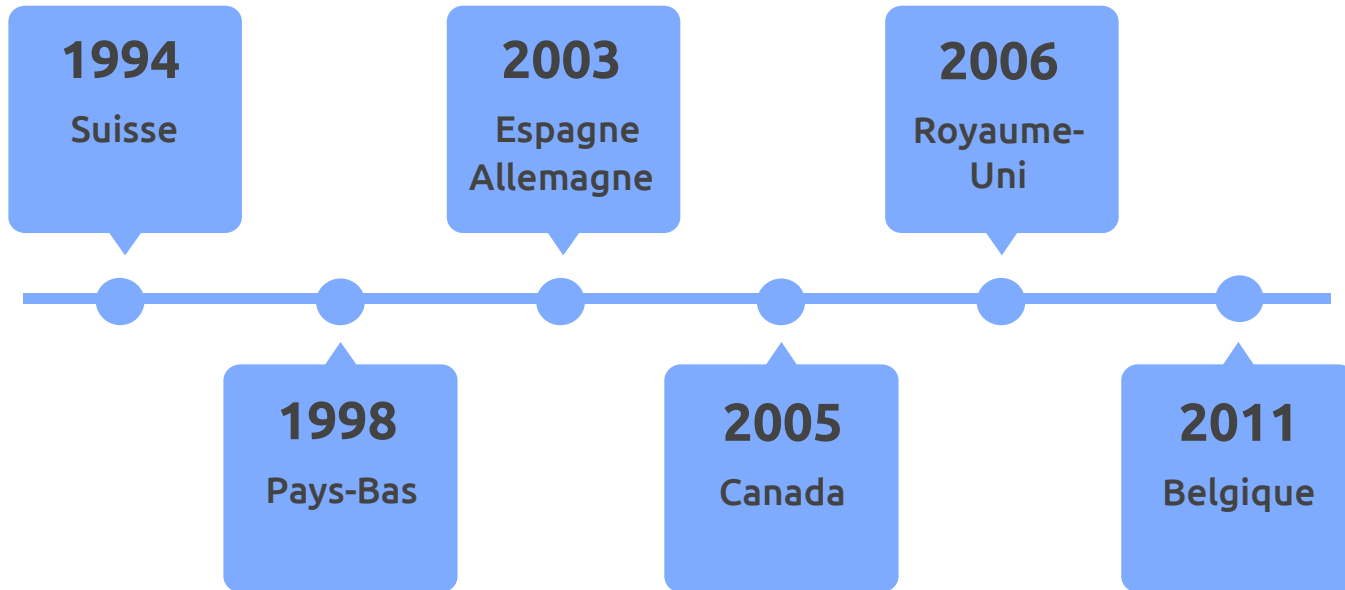 1994
Suisse
1998
Pays-Bas
2003
Espagne
Allemagne
2005
Canada
2006
Royaume-
Uni
2011
Belgique